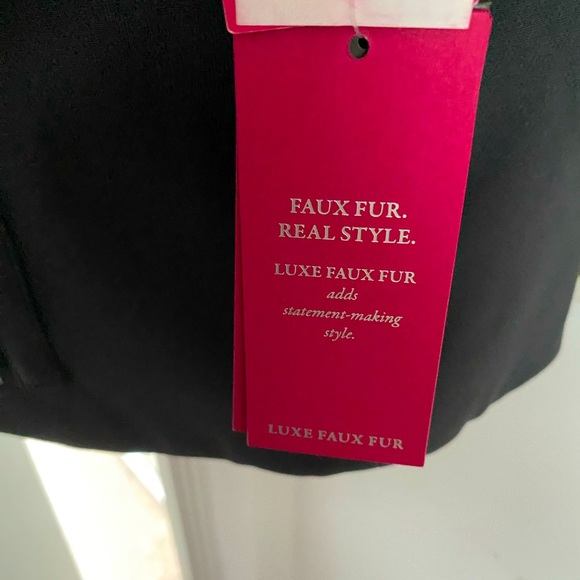 FAUX FUR.
REAL STYLE.
LUXE FAUX FUR
adds
statement-making
style.
LUXE FAUX FUR